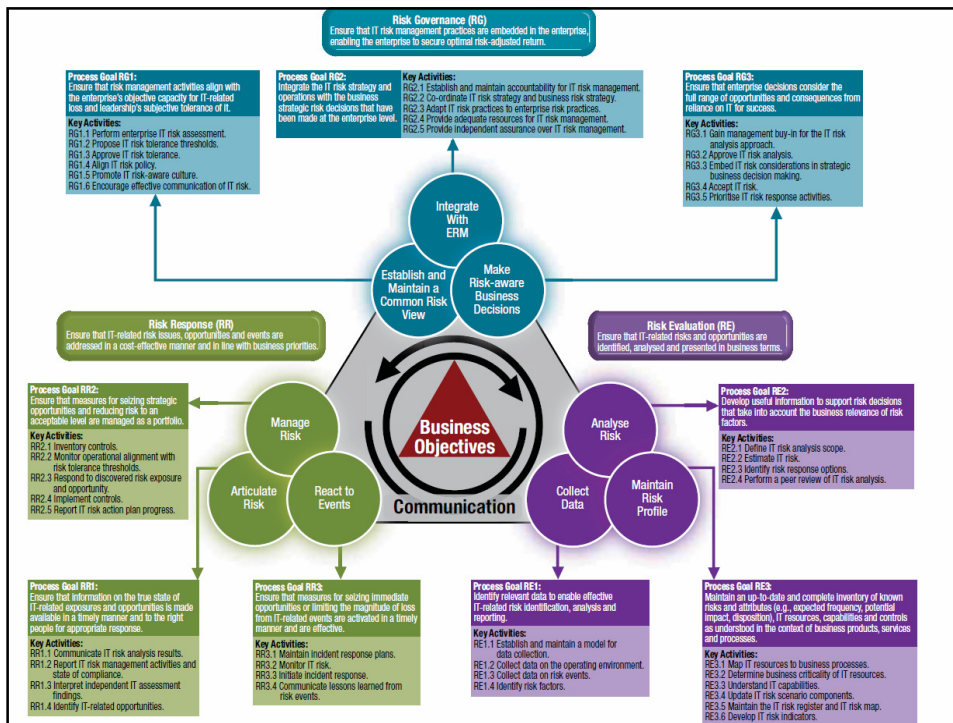 Risk Governance (RG)
Ensure that IT risk management practices are embedded in the enterprise,
enabling the enterprise to secure optimal risk-adjusted return.
Process Goal RG1:
Ensure that risk management activities align with
the enterprise's objective capacity for IT-related
loss and leadership's subjective tolerance of it.
Key Activities:
RG1.1 Perform enterprise IT risk assessment.
RG1.2 Propose IT risk tolerance thresholds.
RG1.3 Approve IT risk tolerance.
RG1.4 Align IT risk policy.
RG1.5 Promote IT risk-aware culture.
RG1.6 Encourage effective communication of IT risk.
Process Goal RG2:
Integrate the IT risk strategy and
operations with the business
strategic risk decisions that have
been made at the enterprise level.
Key Activities:
RG2.1 Establish and maintain accountability for IT risk management.
RG2.2 Co-ordinate IT risk strategy and business risk strategy.
RG2.3 Adapt IT risk practices to enterprise risk practices.
RG2.4 Provide adequate resources for IT risk management.
RG2.5 Provide independent assurance over IT risk management.
Process Goal RG3:
Ensure that enterprise decisions consider the
full range of opportunities and consequences from
reliance on IT for success.
Key Activities:
RG3.1 Gain management buy-in for the IT risk
analysis approach.
RG3.2 Approve IT risk analysis.
RG3.3 Embed IT risk considerations in strategic
business decision making.
RG3.4 Accept IT risk.
RG3.5 Prioritise IT risk response activities.
Integrate
With
ERM
Establish and
Maintain a
Common Risk
View
Make
Risk-aware
Business
Decisions
Risk Response (RR)
Ensure that IT-related risk issues, opportunities and events are
addressed in a cost-effective manner and in line with business priorities.
Risk Evaluation (RE)
Ensure that IT-related risks and opportunities are
identified, analysed and presented in business terms.
Process Goal RR2:
Ensure that measures for seizing strategic
opportunities and reducing risk to an
acceptable level are managed as a portfolio.
Key Activities:
RR2.1 Inventory controls.
RR2.2 Monitor operational alignment with
risk tolerance thresholds.
RR2.3 Respond to discovered risk exposure
and opportunity.
RR2.4 Implement controls.
RR2.5 Report IT risk action plan progress.
Manage
Risk
Articulate
Risk
React to
Events
Business
Objectives
Communication
Analyse
Risk
Collect
Data
Maintain
Risk
Profile
Process Goal RE2:
Develop useful information to support risk decisions
that take into account the business relevance of risk
factors.
Key Activities:
RE2.1 Define IT risk analysis scope.
RE2.2 Estimate IT risk.
RE2.3 Identify risk response options.
RE2.4 Perform a peer review of IT risk analysis.
Process Goal RR1:
Ensure that information on the true state of
IT-related exposures and opportunities is made
available in a timely manner and to the right
people for appropriate response.
Key Activities:
RR1.1 Communicate IT risk analysis results.
RR1.2 Report IT risk management activities and
state of compliance.
RR1.3 Interpret independent IT assessment
findings.
RR1.4 Identify IT-related opportunities.
Process Goal RR3:
Ensure that measures for seizing immediate
opportunities or limiting the magnitude of loss
from IT-related events are activated in a timely
manner and are effective.
Key Activities:
RR3.1 Maintain incident response plans.
RR3.2 Monitor IT risk.
RR3.3 Initiate incident response.
RR3.4 Communicate lessons learned from
risk events.
Process Goal RE1:
Identify relevant data to enable effective
IT-related risk identification, analysis and
reporting.
Key Activities:
RE1.1 Establish and maintain a model for
data collection.
RE1.2 Collect data on the operating environment.
RE1.3 Collect data on risk events.
RE1.4 Identify risk factors.
Process Goal RE3:
Maintain an up-to-date and complete inventory of known
risks and attributes (e.g., expected frequency, potential
impact, disposition), IT resources, capabilities and controls
as understood in the context of business products, services
and processes.
Key Activities:
RE3.1 Map IT resources to business processes.
RE3.2 Determine business criticality of IT resources.
RE3.3 Understand IT capabilities.
RE3.4 Update IT risk scenario components.
RE3.5 Maintain the IT risk register and IT risk map.
RE3.6 Develop IT risk indicators.